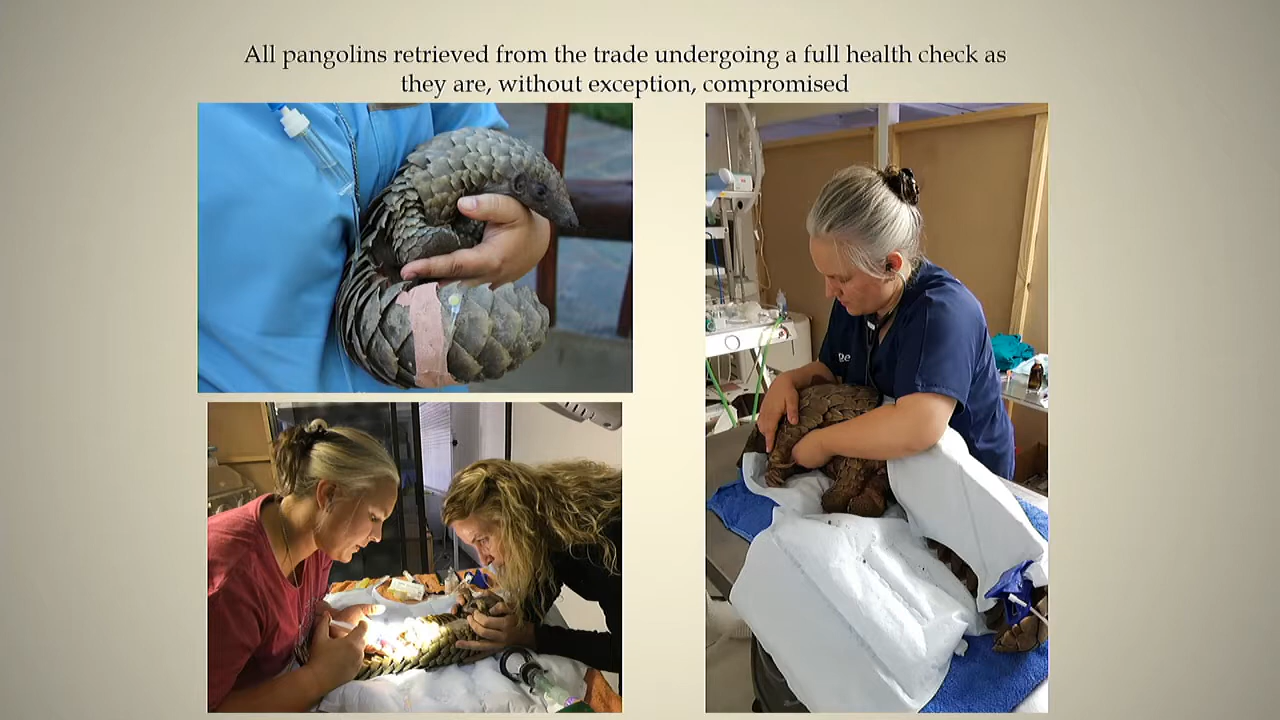 All pangolins retrieved from the trade undergoing a full health check as
they are, without exception, compromised